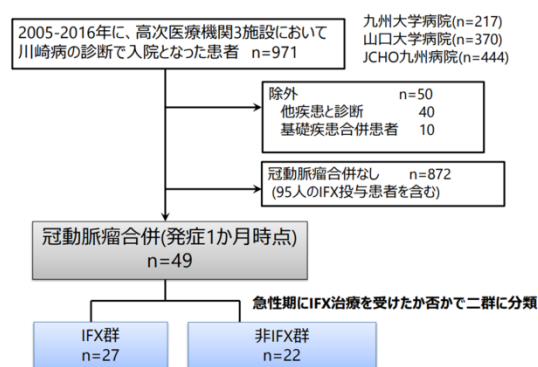 2005-2016年に、高次医療機関3施設において
川崎病の診断で入院となった患者 n=971
九州大学病院(n=217)
山口大学病院(n=370)
JCHO九州病院(n=444)
除外 n=50
他疾患と診断 40
基礎疾患合併患者 10
冠動脈瘤合併なし n=872
(95人のIFX投与患者を含む)
冠動脈瘤合併(発症1か月時点)
n=49
急性期にIFX治療を受けたか否かで二群に分類
IFX群
n=27
非IFX群
n=22